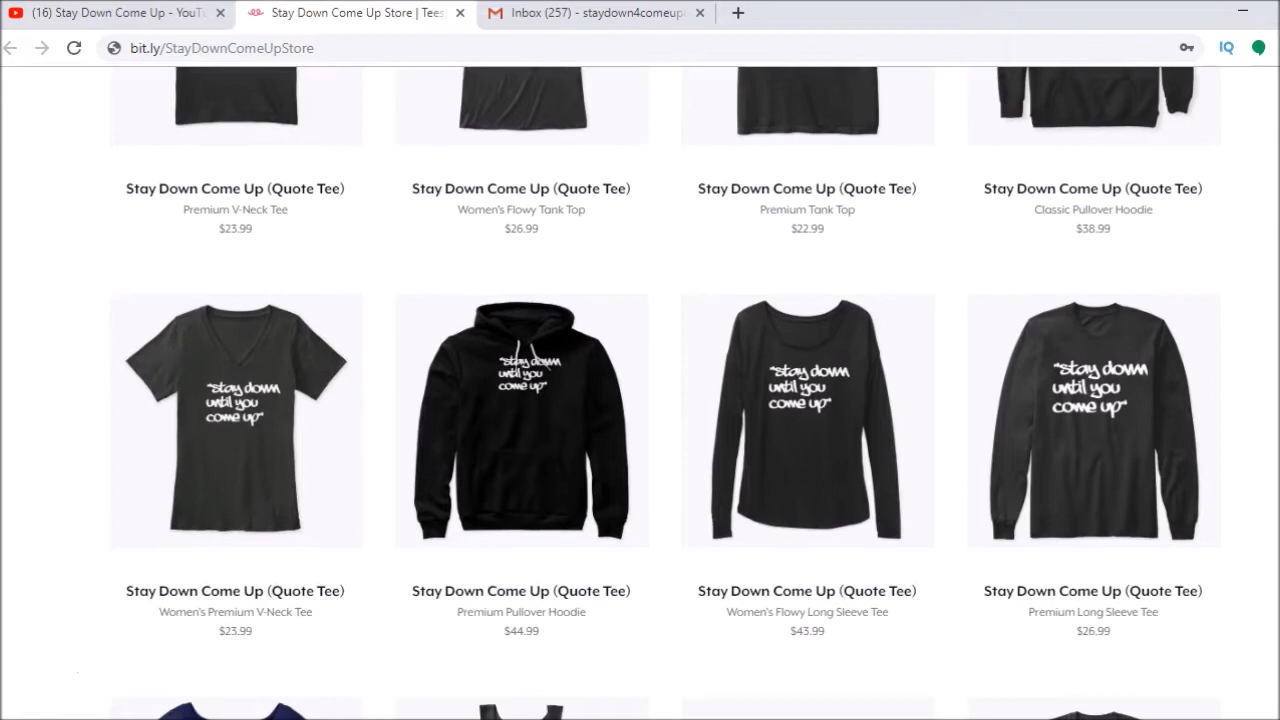 (16) Stay Down Come Up - YouTu
Stay Down Come Up Store | Tees
Inbox (257) - staydown4comeup
bit.ly/StayDownComeUpStore
IQ
Stay Down Come Up (Quote Tee)
Premium V-Neck Tee
$23.99
Stay Down Come Up (Quote Tee)
Women's Flowy Tank Top
$26.99
Stay Down Come Up (Quote Tee)
Premium Tank Top
$22.99
Stay Down Come Up (Quote Tee)
Classic Pullover Hoodie
$38.99
"stay down
until you
come up"
"stay down
until you
come up"
"stay down
until you
come up"
"stay down
until you
come up"
Stay Down Come Up (Quote Tee)
Women's Premium V-Neck Tee
$23.99
Stay Down Come Up (Quote Tee)
Premium Pullover Hoodie
$44.99
Stay Down Come Up (Quote Tee)
Women's Flowy Long Sleeve Tee
$43.99
Stay Down Come Up (Quote Tee)
Premium Long Sleeve Tee
$26.99